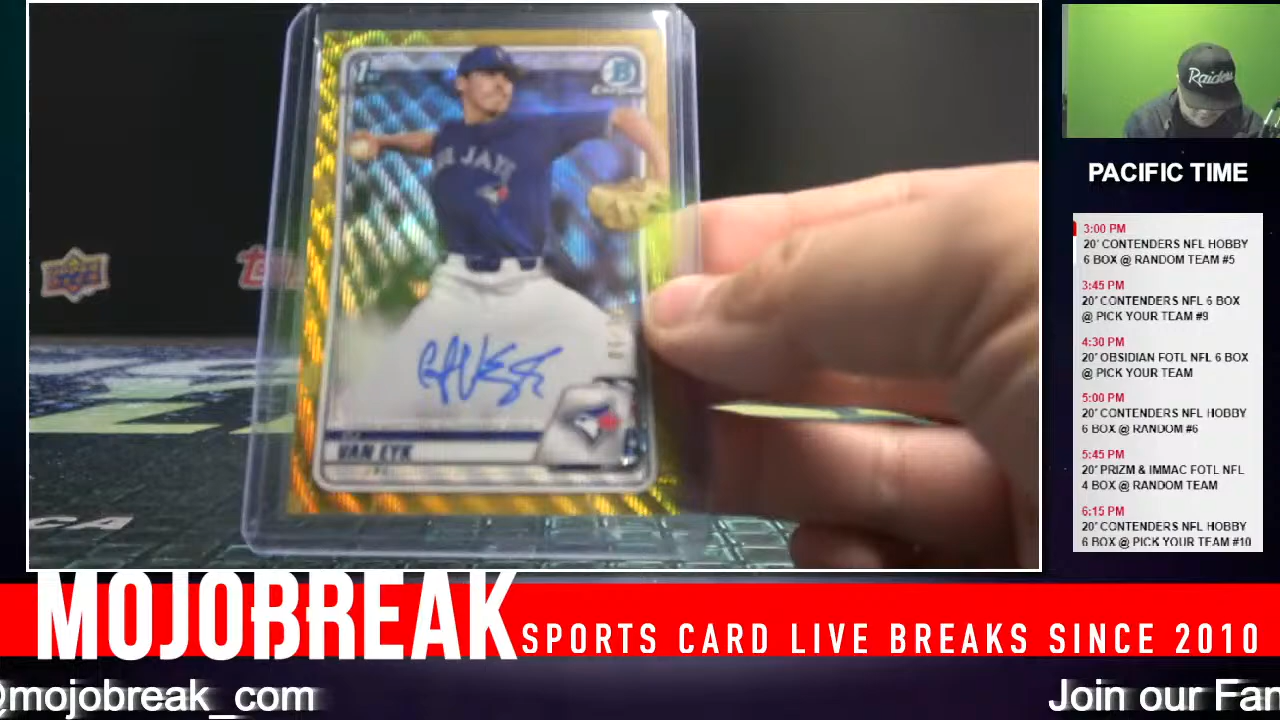 1st
B
Chrome
BLUE JAYS
VAN EYK
Raiders
PACIFIC TIME
3:00 PM
20' CONTENDERS NFL HOBBY
6 BOX @ RANDOM TEAM #5
3:45 PM
20' CONTENDERS NFL 6 BOX
@ PICK YOUR TEAM #9
4:30 PM
20' OBSIDIAN FOTL NFL 6 BOX
@ PICK YOUR TEAM
5:00 PM
20' CONTENDERS NFL HOBBY
6 BOX @ RANDOM #6
5:45 PM
20' PRIZM & IMMAC FOTL NFL
4 BOX @ RANDOM TEAM
6:15 PM
20' CONTENDERS NFL HOBBY
6 BOX @ PICK YOUR TEAM #10
MOJOBREAK
SPORTS CARD LIVE BREAKS SINCE 2010
@mojobreak_com
Join our Fan